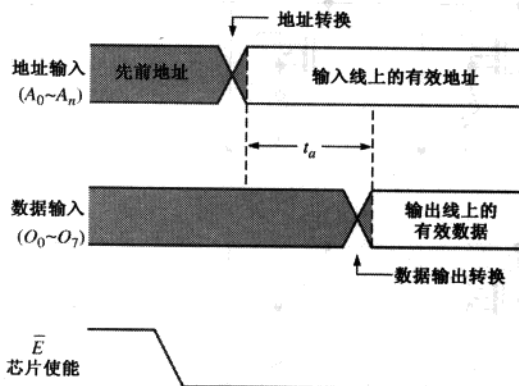 地址转换
地址输入
(A₀~Aₙ)
先前地址
输入线上的有效地址
tₐ
数据输入
(O₀~O₇)
输出线上的
有效数据
数据输出转换
E̅
芯片使能